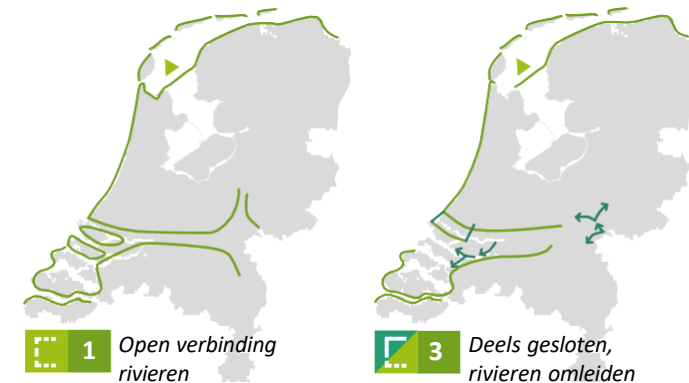 1 Open verbinding
rivieren
3 Deels gesloten,
rivieren omleiden